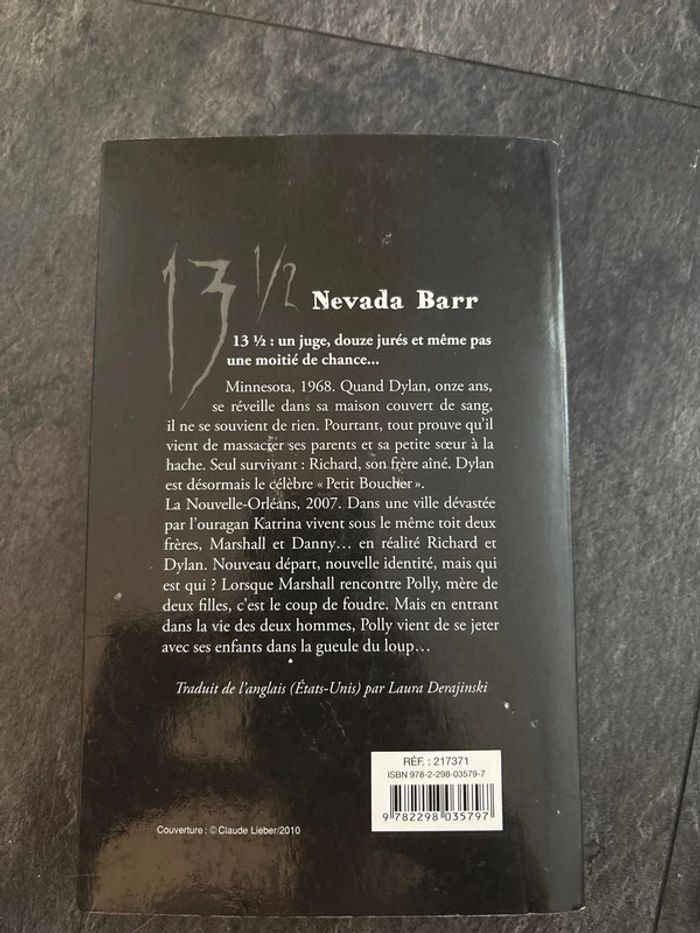 13 ½
Nevada Barr
13 ½ : un juge, douze jurés et même pas
une moitié de chance...
Minnesota, 1968. Quand Dylan, onze ans,
se réveille dans sa maison couvert de sang,
il ne se souvient de rien. Pourtant, tout prouve qu’il
vient de massacrer ses parents et sa petite sœur à la
hache. Seul survivant : Richard, son frère aîné. Dylan
est désormais le célèbre « Petit Boucher ».
La Nouvelle-Orléans, 2007. Dans une ville dévastée
par l’ouragan Katrina vivent sous le même toit deux
frères, Marshall et Danny… en réalité Richard et
Dylan. Nouveau départ, nouvelle identité, mais qui
est qui ? Lorsque Marshall rencontre Polly, mère de
deux filles, c’est le coup de foudre. Mais en entrant
dans la vie des deux hommes, Polly vient de se jeter
avec ses enfants dans la gueule du loup…
Traduit de l’anglais (États-Unis) par Laura Derajinski
RÉF. : 217371
ISBN 978-2-298-03579-7
9 782298 035797
Couverture : © Claude Lieber/2010